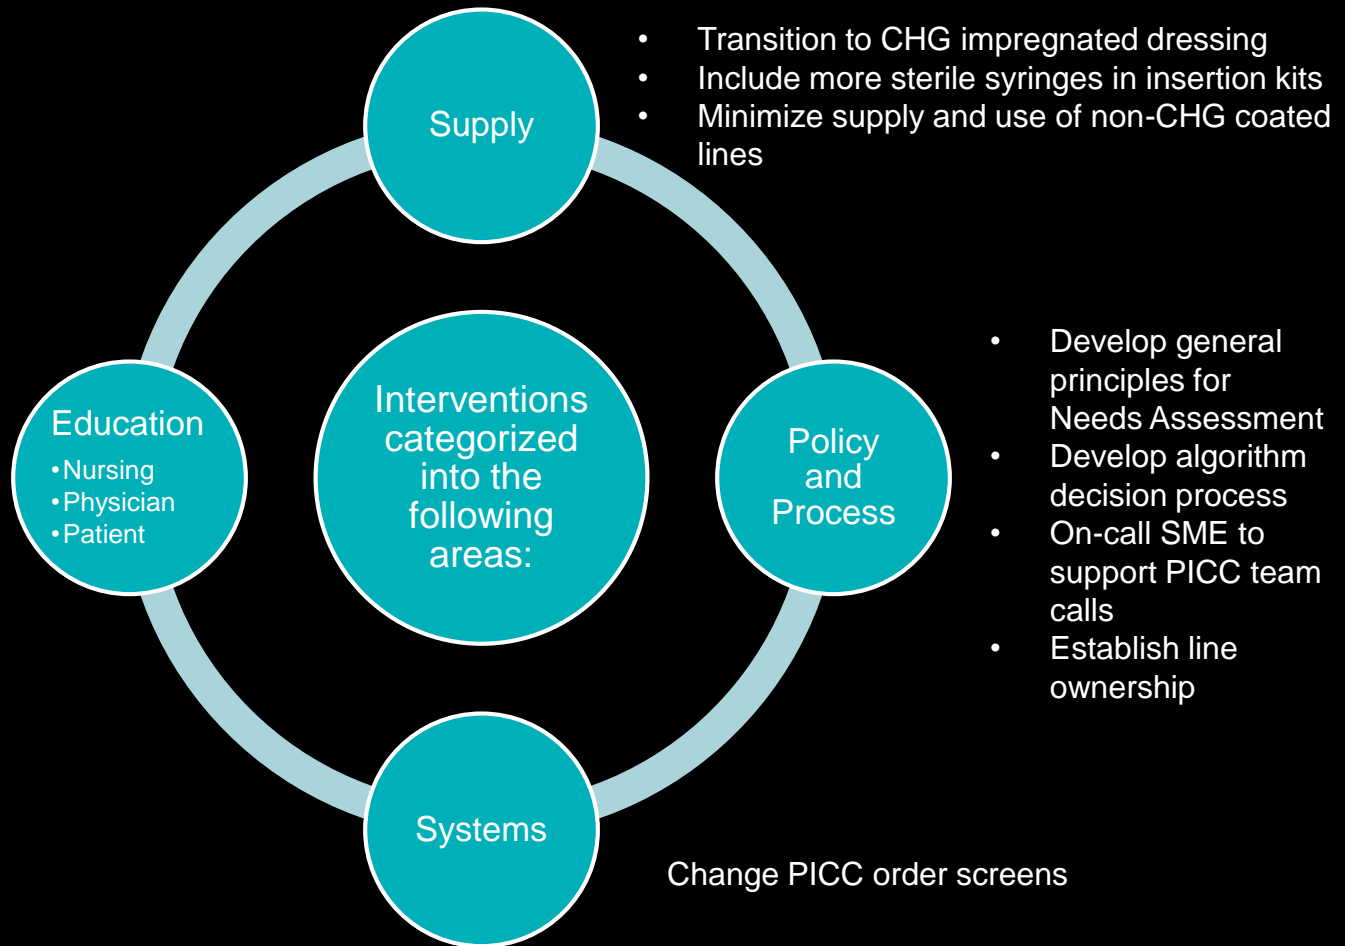 Supply
• Transition to CHG impregnated dressing
• Include more sterile syringes in insertion kits
• Minimize supply and use of non-CHG coated
lines
Interventions
categorized
into the
following
areas:
Education
•Nursing
•Physician
•Patient
Policy
and
Process
• Develop general
principles for
Needs Assessment
• Develop algorithm
decision process
• On-call SME to
support PICC team
calls
• Establish line
ownership
Systems
Change PICC order screens